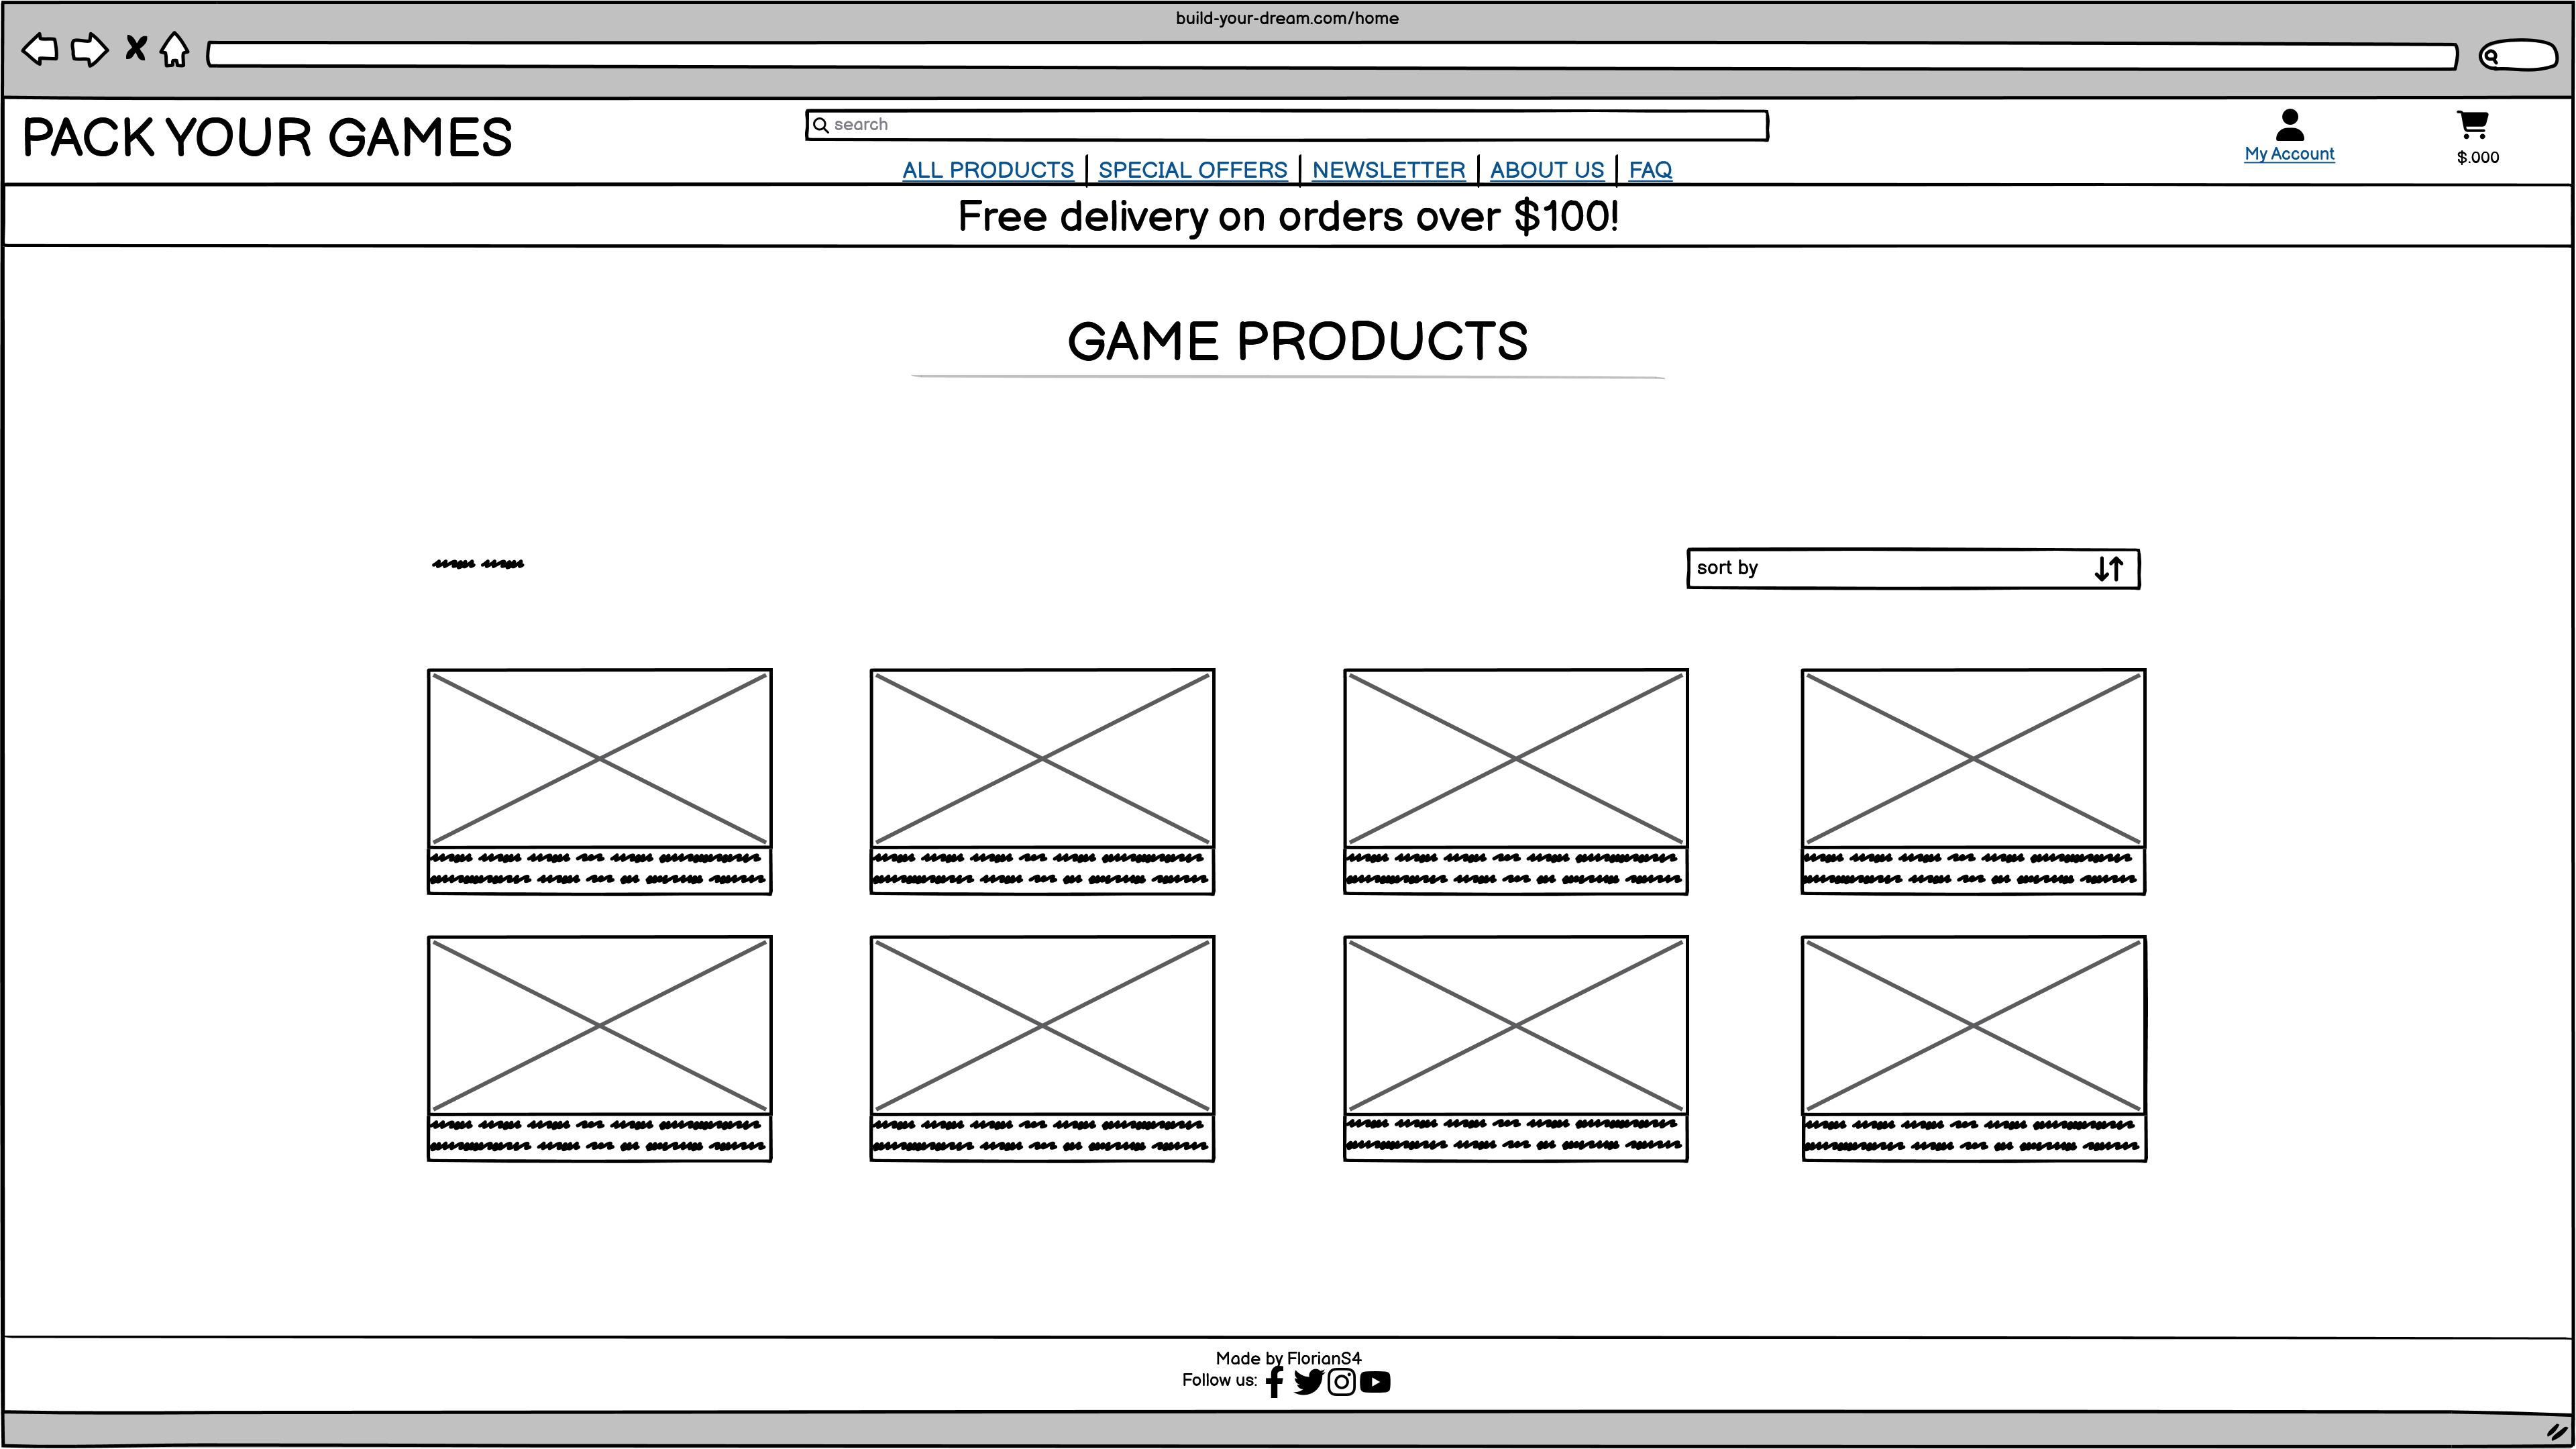 build-your-dream.com/home
PACK YOUR GAMES
search
My Account
$.000
ALL PRODUCTS SPECIAL OFFERS NEWSLETTER ABOUT US FAQ
Free delivery on orders over $100!
GAME PRODUCTS
sort by
Made by FlorianS4
Follow us: